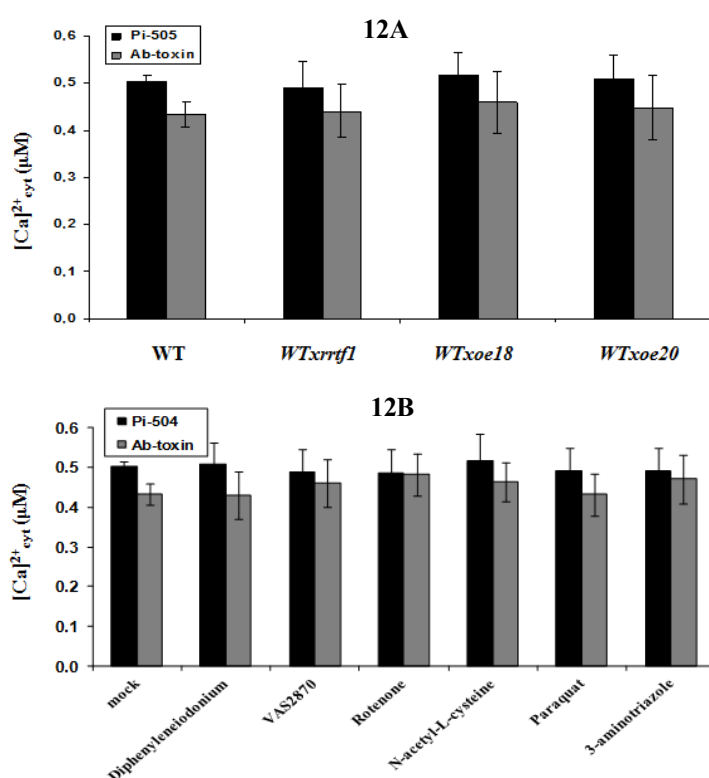 12A
Pi-505
Ab-toxin
[Ca]²⁺cyt (μM)
0,6
0,5
0,4
0,3
0,2
0,1
0,0
WT WTxrrtf1 WTxoe18 WTxoe20
12B
Pi-504
Ab-toxin
[Ca]²⁺cyt (μM)
0.6
0.5
0.4
0.3
0.2
0.1
0.0
mock
Diphenyleneiodonium
VAS2870
Rotenone
N-acetyl-L-cysteine
Paraquat
3-aminotriazole